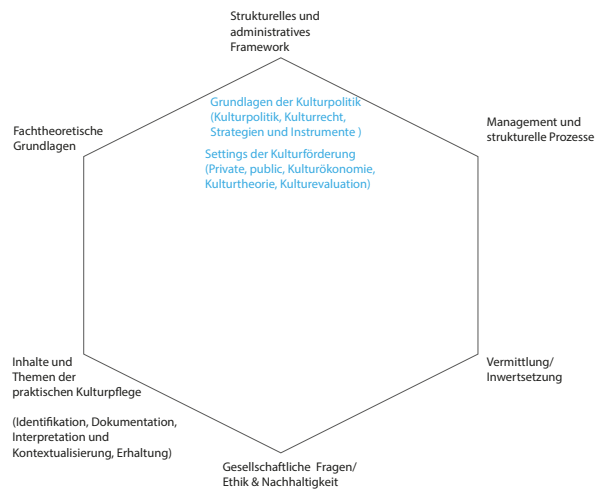 Strukturelles und
administratives
Framework
Grundlagen der Kulturpolitik
(Kulturpolitik, Kulturrecht,
Strategien und Instrumente )
Settings der Kulturförderung
(Private, public, Kulturökonomie,
Kulturtheorie, Kulturevaluation)
Fachtheoretische
Grundlagen
Management und
strukturelle Prozesse
Inhalte und
Themen der
praktischen Kulturpflege
(Identifikation, Dokumentation,
Interpretation und
Kontextualisierung, Erhaltung)
Vermittlung/
Inwertsetzung
Gesellschaftliche Fragen/
Ethik & Nachhaltigkeit